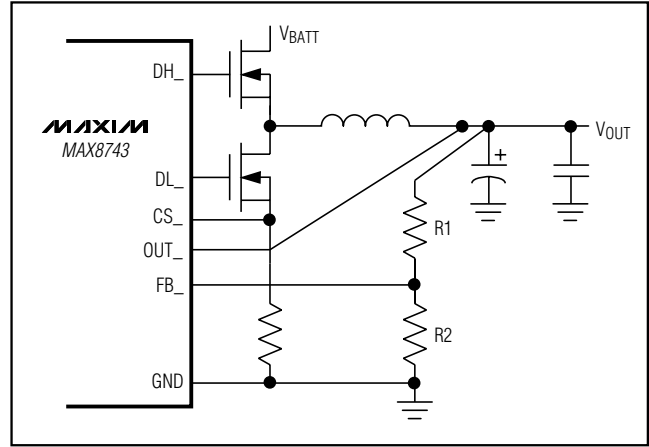 VBATT
DH_
MAXIM
MAX8743
VOUT
DL_
+
CS_
OUT_
R1
FB_
R2
GND